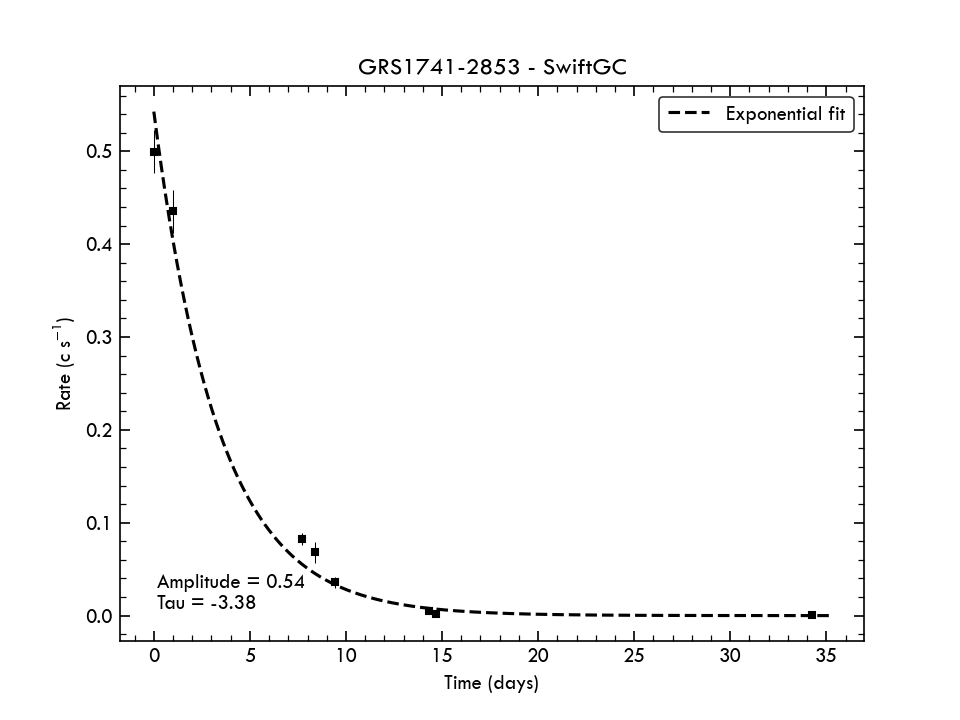 GRS1741-2853 - SwiftGC
Exponential fit
0.5
0.4
0.3
0.2
0.1
0.0
Rate (c s⁻¹)
Amplitude = 0.54
Tau = -3.38
0 5 10 15 20 25 30 35
Time (days)